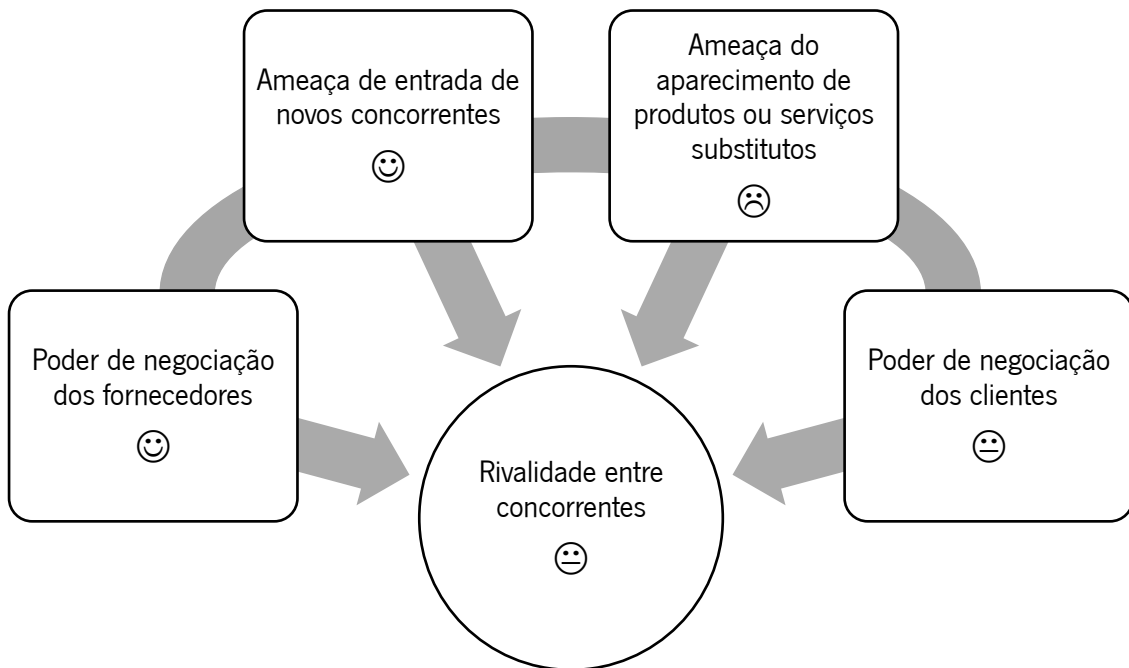 Ameaça de entrada de
novos concorrentes
Ameaça do
aparecimento de
produtos ou serviços
substitutos
Poder de negociação
dos fornecedores
Poder de negociação
dos clientes
Rivalidade entre
concorrentes